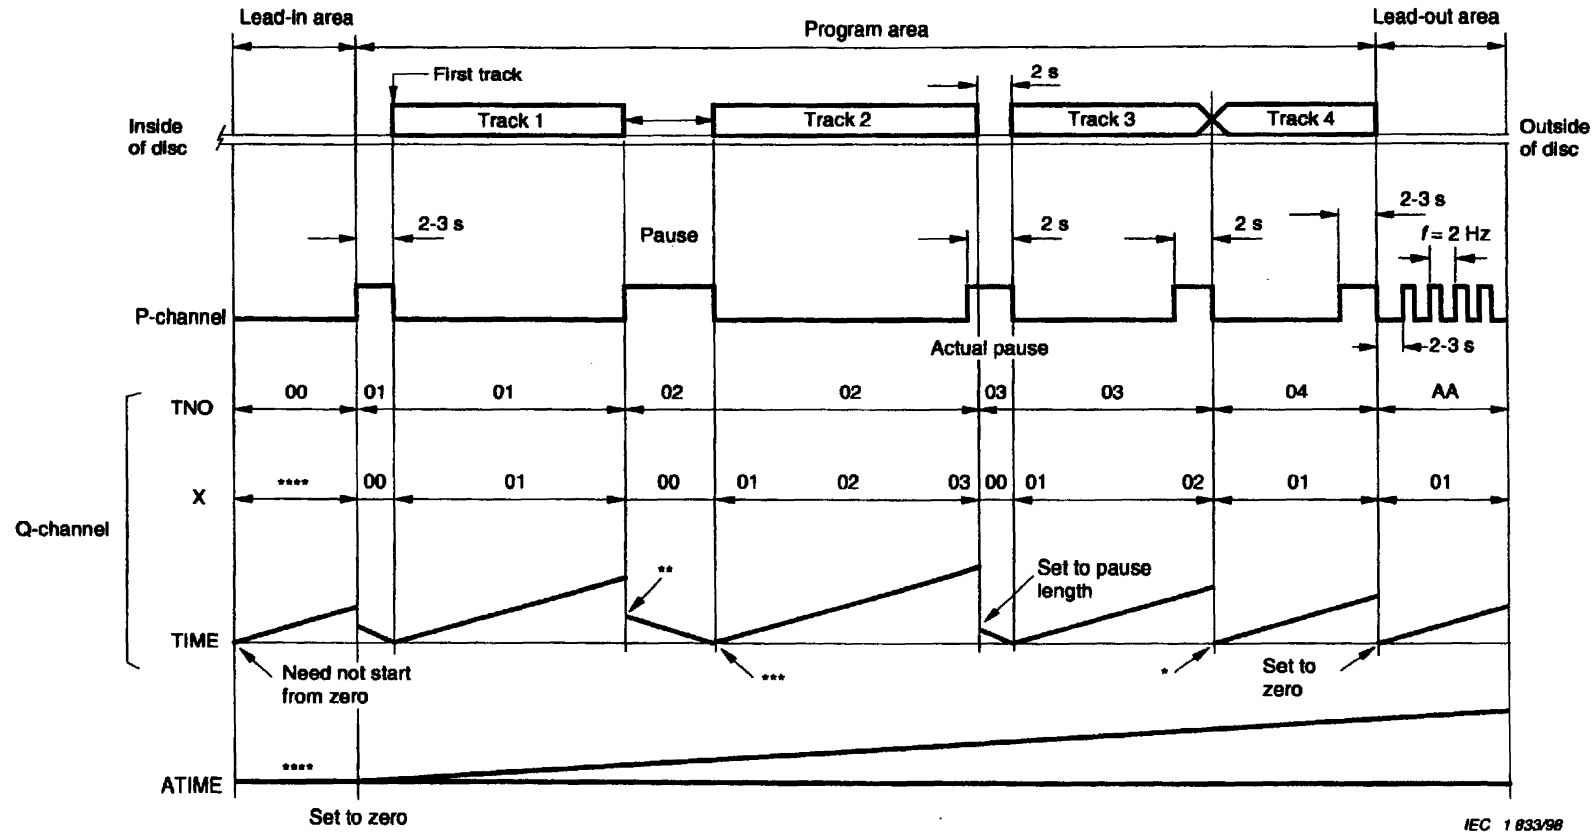 Lead-in area
Program area
Lead-out area
First track
2 s
Inside
of disc
Track 1
Track 2
Track 3
Track 4
Outside
of disc
2-3 s
Pause
2 s
2 s
2-3 s
f = 2 Hz
P-channel
Actual pause
2-3 s
TNO
00
01
01
02
02
03
03
04
AA
X
****
00
01
00
01
02
03
00
01
02
01
01
Q-channel
**
Set to pause
length
TIME
Need not start
from zero
***
*
Set to
zero
****
ATIME
Set to zero
IEC 1 833/98